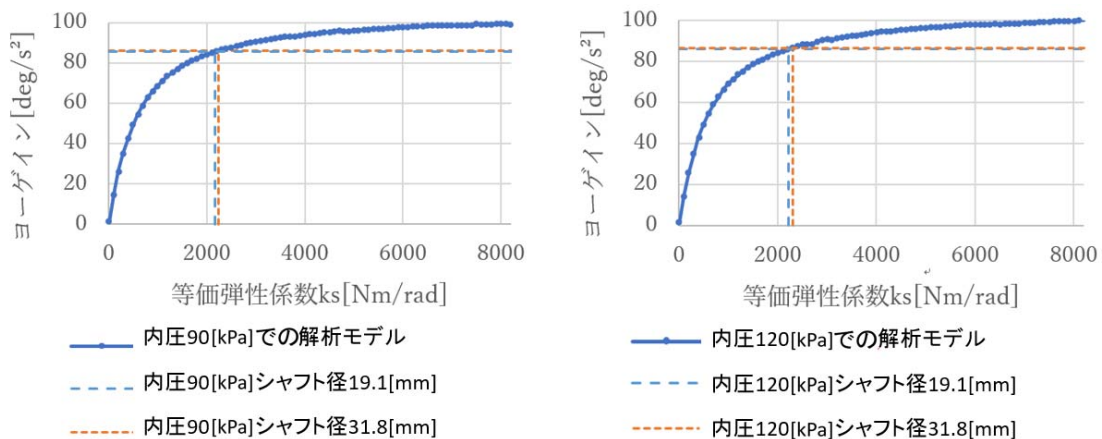 100
80
60
40
20
0
ヨーゲイン[deg/s²]
0 2000 4000 6000 8000
等価弾性係数ks[Nm/rad]
内圧90[kPa]での解析モデル
内圧90[kPa]シャフト径19.1[mm]
内圧90[kPa]シャフト径31.8[mm]
100
80
60
40
20
0
ヨーゲイン[deg/s²]
0 2000 4000 6000 8000
等価弾性係数ks[Nm/rad]
内圧120[kPa]での解析モデル
内圧120[kPa]シャフト径19.1[mm]
内圧120[kPa]シャフト径31.8[mm]